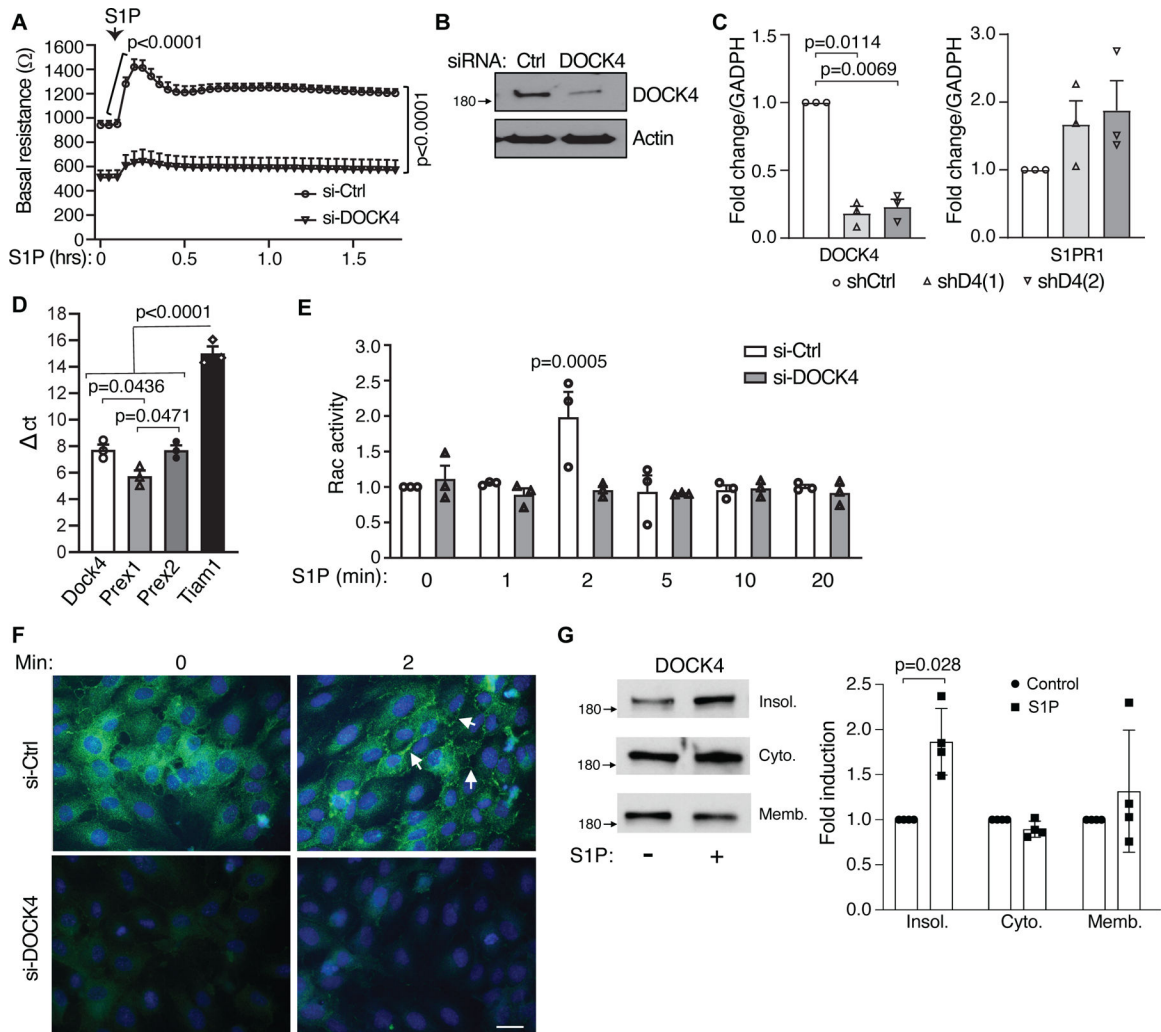 A
S1P
p<0.0001
Basal resistance (Ω)
1600
1400
1200
1000
800
600
400
200
0
p<0.0001
si-Ctrl
si-DOCK4
S1P (hrs):
0 0.5 1.0 1.5
B
siRNA: Ctrl DOCK4
180
DOCK4
Actin
C
Fold change/GADPH
1.5
1.0
0.5
0.0
p=0.0114
p=0.0069
DOCK4
Fold change/GADPH
3.0
2.0
1.0
0.0
S1PR1
shCtrl shD4(1) shD4(2)
D
Δct
18
16
14
12
10
8
6
4
2
0
p<0.0001
p=0.0436
p=0.0471
Dock4
Prex1
Prex2
Tiam1
E
Rac activity
3.0
2.5
2.0
1.5
1.0
0.5
0.0
p=0.0005
si-Ctrl
si-DOCK4
S1P (min): 0 1 2 5 10 20
F
Min: 0 2
si-Ctrl
si-DOCK4
G
DOCK4
180 Insol.
180 Cyto.
180 Memb.
S1P: - +
Fold induction
2.5
2.0
1.5
1.0
0.5
0.0
p=0.028
Control
S1P
Insol. Cyto. Memb.